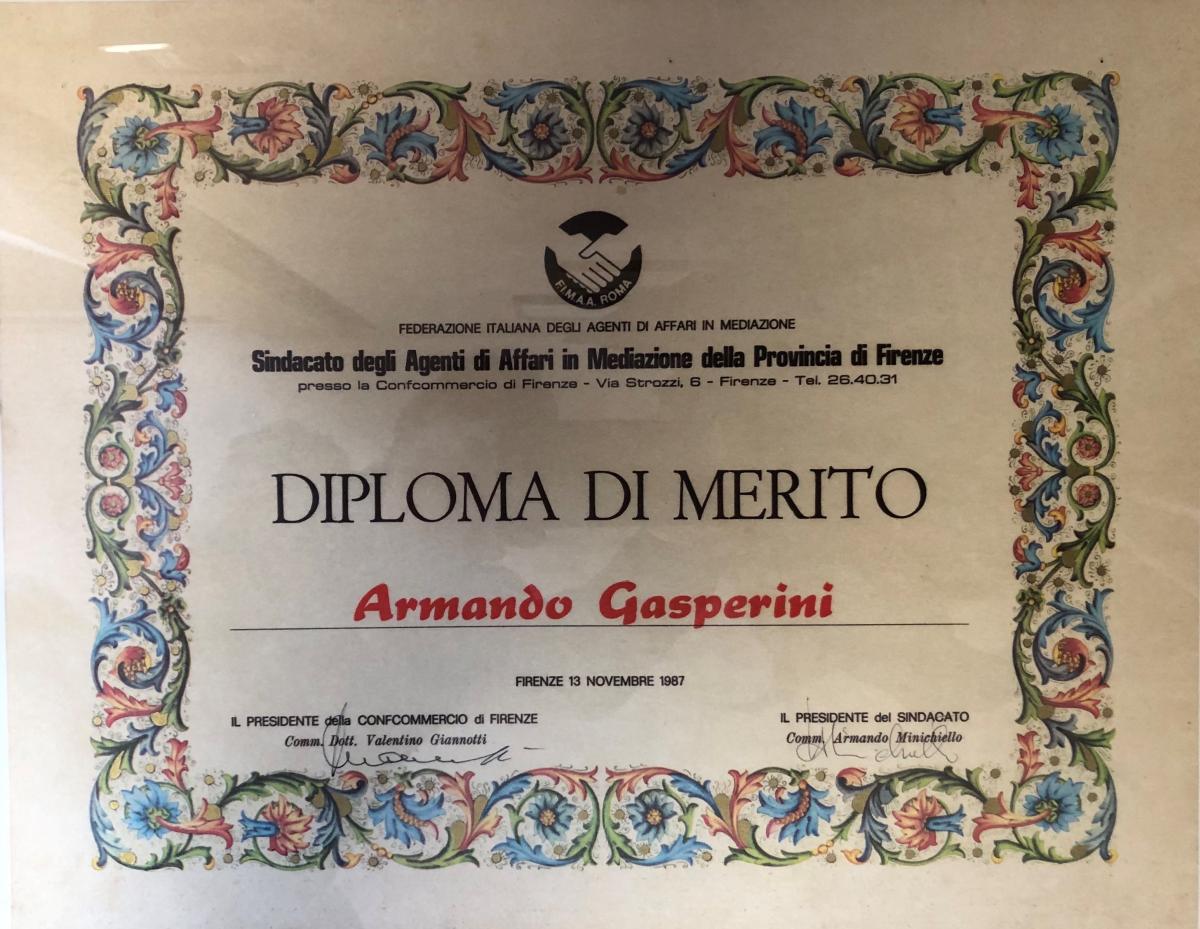 F.I.M.A.A. ROMA
FEDERAZIONE ITALIANA DEGLI AGENTI DI AFFARI IN MEDIAZIONE
Sindacato degli Agenti di Affari in Mediazione della Provincia di Firenze
presso la Confcommercio di Firenze - Via Strozzi, 6 - Firenze - Tel. 26.40.31
DIPLOMA DI MERITO
Armando Gasperini
FIRENZE 13 NOVEMBRE 1987
IL PRESIDENTE della CONFCOMMERCIO di FIRENZE
Comm. Dott. Valentino Giannotti
IL PRESIDENTE del SINDACATO
Comm. Armando Minichiello